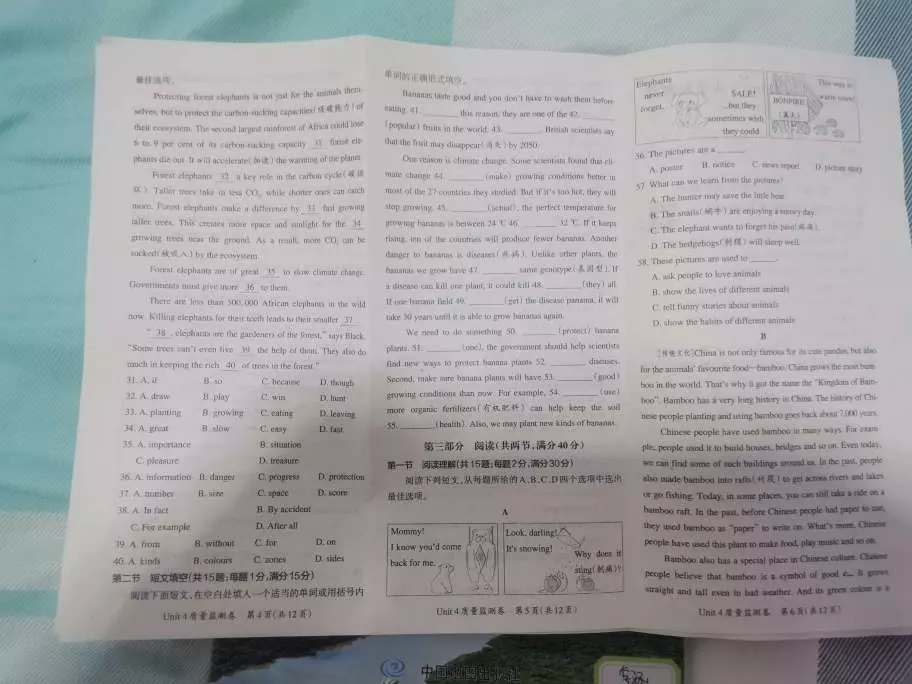 最佳选项。
Protecting forest elephants is not just for the animals them-
selves, but to protect the carbon-sucking capacities(吸碳能力) of
their ecosystem. The second largest rainforest of Africa could lose
6 to 9 per cent of its carbon-sucking capacity 31 forest ele-
phants die out. It will accelerate(加速) the warming of the planet.
Forest elephants 32 a key role in the carbon cycle(碳循
环). Taller trees take in less CO₂, while shorter ones can catch
more. Forest elephants make a difference by 33 fast growing
taller trees. This creates more space and sunlight for the 34
growing trees near the ground. As a result, more CO₂ can be
sucked(被吸入) by the ecosystem.
Forest elephants are of great 35 to slow climate change.
Governments must give more 36 to them.
There are less than 500,000 African elephants in the wild
now. Killing elephants for their teeth leads to their smaller 37
" 38 , elephants are the gardeners of the forest," says Black.
"Some trees can't even live 39 the help of them. They also do
much in keeping the rich 40 of trees in the forest."
31. A. if B. so C. because D. though
32. A. draw B. play C. win D. hunt
33. A. planting B. growing C. eating D. leaving
34. A. great B. slow C. easy D. fast
35. A. importance B. situation
C. pleasure D. treasure
36. A. information B. danger C. progress D. protection
37. A. number B. size C. space D. score
38. A. In fact B. By accident
C. For example D. After all
39. A. from B. without C. for D. on
40. A. kinds B. colours C. zones D. sides
第二节 短文填空(共15题;每题1分,满分15分)
阅读下面短文,在空白处填入一个适当的单词或用括号内
Unit 4 质量监测卷 第4页(共12页)
单词的正确形式填空。
Bananas taste good and you don't have to wash them before
eating. 41. this reason, they are one of the 42.
(popular) fruits in the world. 43. British scientists say
that the fruit may disappear(消失) by 2050.
One reason is climate change. Some scientists found that cli-
mate change 44. (make) growing conditions better in
most of the 27 countries they studied. But if it's too hot, they will
stop growing. 45. (actual), the perfect temperature for
growing bananas is between 24 ℃ 46. 32 ℃. If it keeps
rising, ten of the countries will produce fewer bananas. Another
danger to bananas is diseases(疾病). Unlike other plants, the
bananas we grow have 47. same genotype(基因型). If
a disease can kill one plant, it could kill 48. (they) all.
If one banana field 49. (get) the disease panama, it will
take 30 years until it is able to grow bananas again.
We need to do something 50. (protect) banana
plants. 51. (one), the government should help scientists
find new ways to protect banana plants 52. diseases.
Second, make sure banana plants will have 53. (good)
growing conditions than now. For example, 54. (use)
more organic fertilizers(有机肥料) can help keep the soil
55. (health). Also, we may plant new kinds of bananas.
第三部分 阅读(共两节,满分40分)
第一节 阅读理解(共15题;每题2分,满分30分)
阅读下列短文,从每题所给的A、B、C、D四个选项中选出
最佳选项。
A
Mommy!
I know you'd come
back for me.
Look, darling!
It's snowing!
Why does it
sting(刺痛)?
Unit 4 质量监测卷 第5页(共12页)
Elephants
never
forget...
SALE!
...but they
sometimes wish
they could
BONFIRE
(篝火)
This way to
56. The pictures are a .
A. poster B. notice C. news report D. picture story
57. What can we learn from the pictures?
A. The hunter may save the little bear.
B. The snails(蜗牛) are enjoying a snowy day.
C. The elephant wants to forget his pain(痛苦).
D. The hedgehogs(刺猬) will sleep well.
58. These pictures are used to .
A. ask people to love animals
B. show the lives of different animals
C. tell funny stories about animals
D. show the habits of different animals
B
[传统文化] China is not only famous for its cute pandas, but also
for the animals' favourite food—bamboo. China grows the most bam-
boo in the world. That's why it got the name the "Kingdom of Bam-
boo". Bamboo has a very long history in China. The history of Chi-
nese people planting and using bamboo goes back about 7,000 years.
Chinese people have used bamboo in many ways. For exam-
ple, people used it to build houses, bridges and so on. Even today,
we can find some of such buildings around us. In the past, people
also made bamboo into rafts(木筏) to get across rivers and lakes
or go fishing. Today, in some places, you can still take a ride on a
bamboo raft. In the past, before Chinese people had paper to use,
they used bamboo as "paper" to write on. What's more, Chinese
people have used this plant to make food, play music and so on.
Bamboo also has a special place in Chinese culture. Chinese
people believe that bamboo is a symbol of good It grows
straight and tall even in bad weather. And its green colour is a
Unit 4 质量监测卷 第6页(共12页)
中国地图出版社